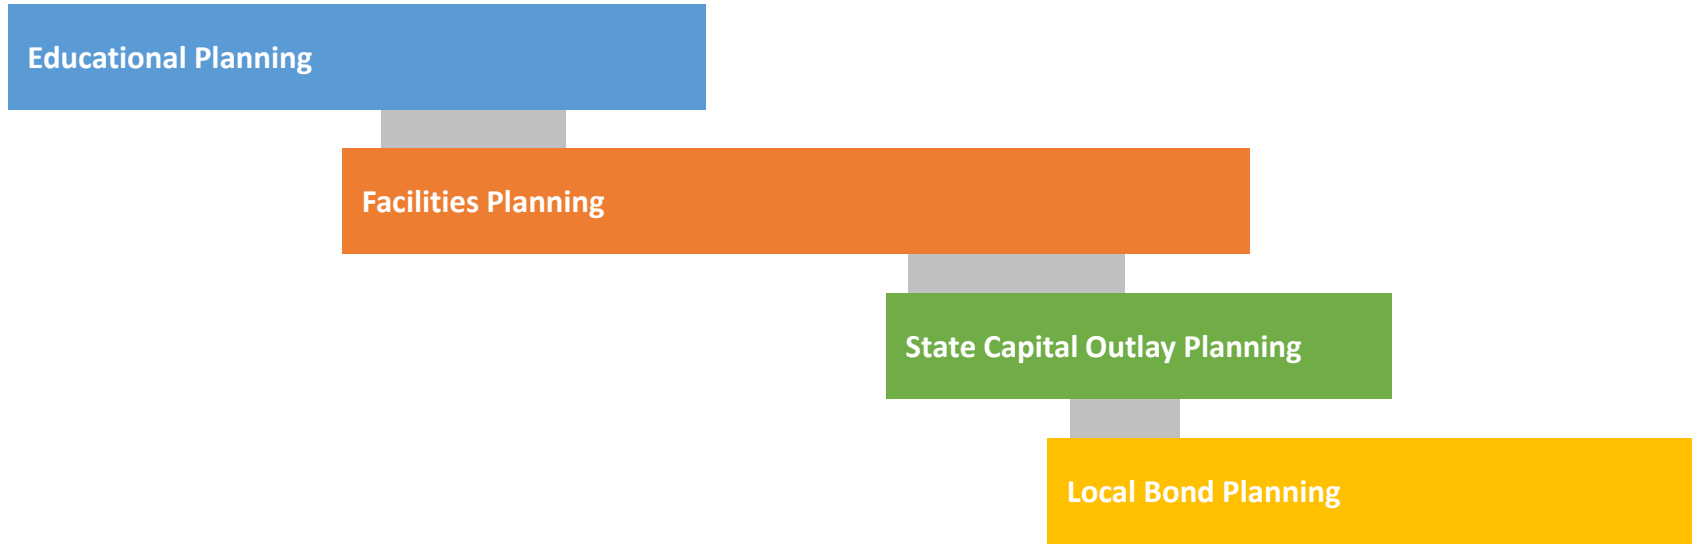 Educational Planning
Facilities Planning
State Capital Outlay Planning
Local Bond Planning